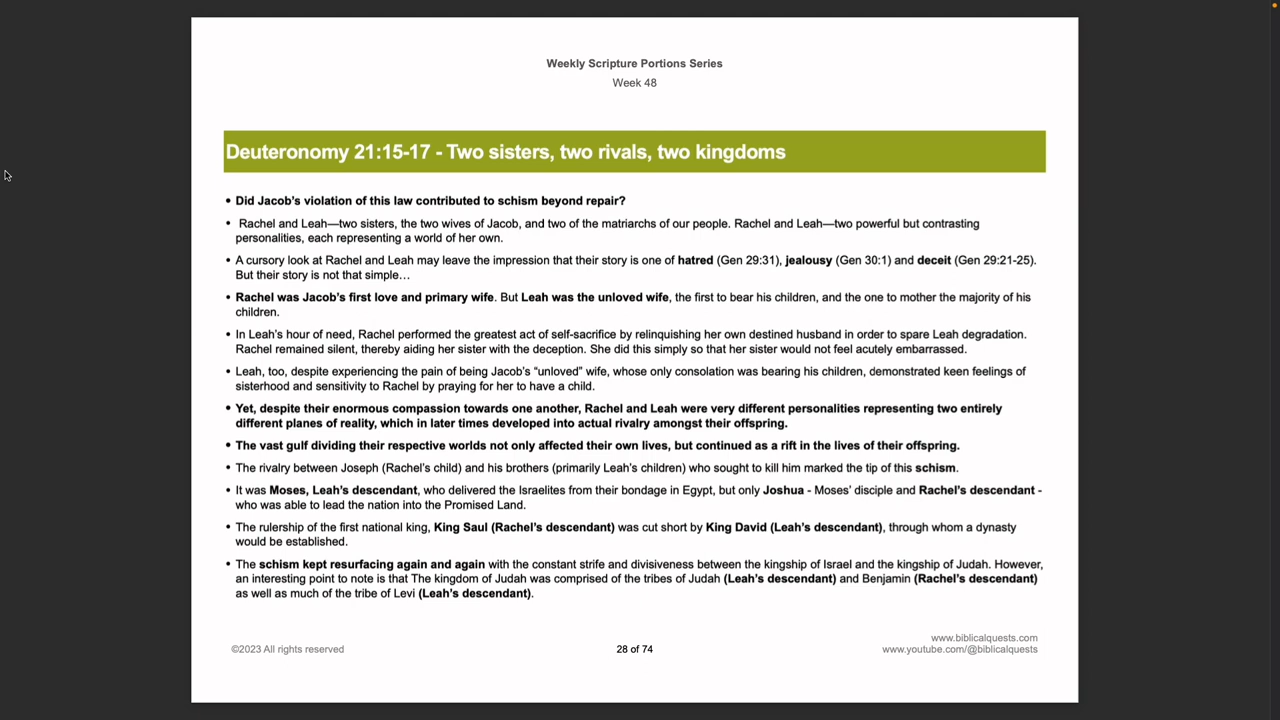 Weekly Scripture Portions Series
Week 48
Deuteronomy 21:15-17 - Two sisters, two rivals, two kingdoms
• Did Jacob's violation of this law contributed to schism beyond repair?
• Rachel and Leah—two sisters, the two wives of Jacob, and two of the matriarchs of our people. Rachel and Leah—two powerful but contrasting
personalities, each representing a world of her own.
• A cursory look at Rachel and Leah may leave the impression that their story is one of hatred (Gen 29:31), jealousy (Gen 30:1) and deceit (Gen 29:21-25).
But their story is not that simple…
• Rachel was Jacob's first love and primary wife. But Leah was the unloved wife, the first to bear his children, and the one to mother the majority of his
children.
• In Leah's hour of need, Rachel performed the greatest act of self-sacrifice by relinquishing her own destined husband in order to spare Leah degradation.
Rachel remained silent, thereby aiding her sister with the deception. She did this simply so that her sister would not feel acutely embarrassed.
• Leah, too, despite experiencing the pain of being Jacob's “unloved” wife, whose only consolation was bearing his children, demonstrated keen feelings of
sisterhood and sensitivity to Rachel by praying for her to have a child.
• Yet, despite their enormous compassion towards one another, Rachel and Leah were very different personalities representing two entirely
different planes of reality, which in later times developed into actual rivalry amongst their offspring.
• The vast gulf dividing their respective worlds not only affected their own lives, but continued as a rift in the lives of their offspring.
• The rivalry between Joseph (Rachel's child) and his brothers (primarily Leah's children) who sought to kill him marked the tip of this schism.
• It was Moses, Leah's descendant, who delivered the Israelites from their bondage in Egypt, but only Joshua - Moses' disciple and Rachel's descendant -
who was able to lead the nation into the Promised Land.
• The rulership of the first national king, King Saul (Rachel's descendant) was cut short by King David (Leah's descendant), through whom a dynasty
would be established.
• The schism kept resurfacing again and again with the constant strife and divisiveness between the kingship of Israel and the kingship of Judah. However,
an interesting point to note is that The kingdom of Judah was comprised of the tribes of Judah (Leah's descendant) and Benjamin (Rachel's descendant)
as well as much of the tribe of Levi (Leah's descendant).
©2023 All rights reserved
28 of 74
www.biblicalquests.com
www.youtube.com/@biblicalquests